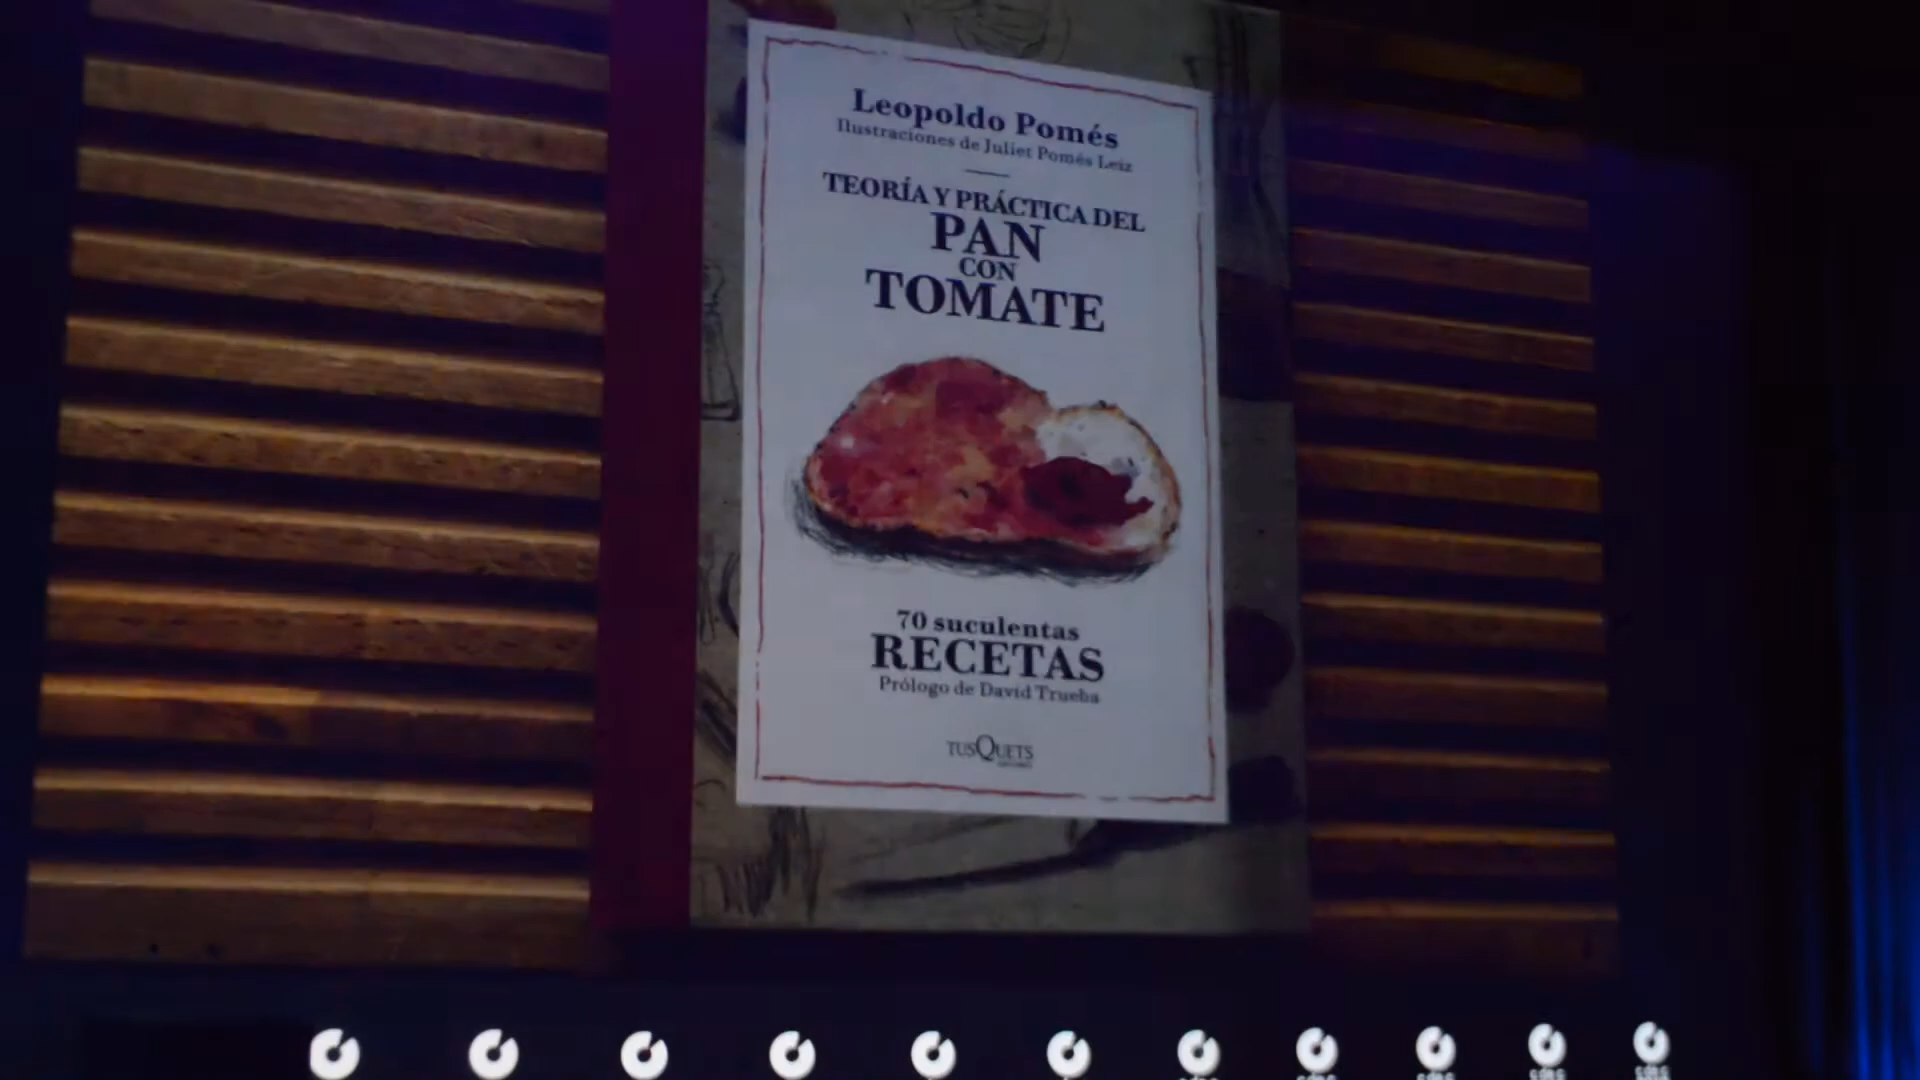 Leopoldo Pomés
Ilustraciones de Juliet Pomés Leiz
TEORÍA Y PRÁCTICA DEL
PAN
CON
TOMATE
70 suculentas
RECETAS
Prólogo de David Trueba
TUSQUETS